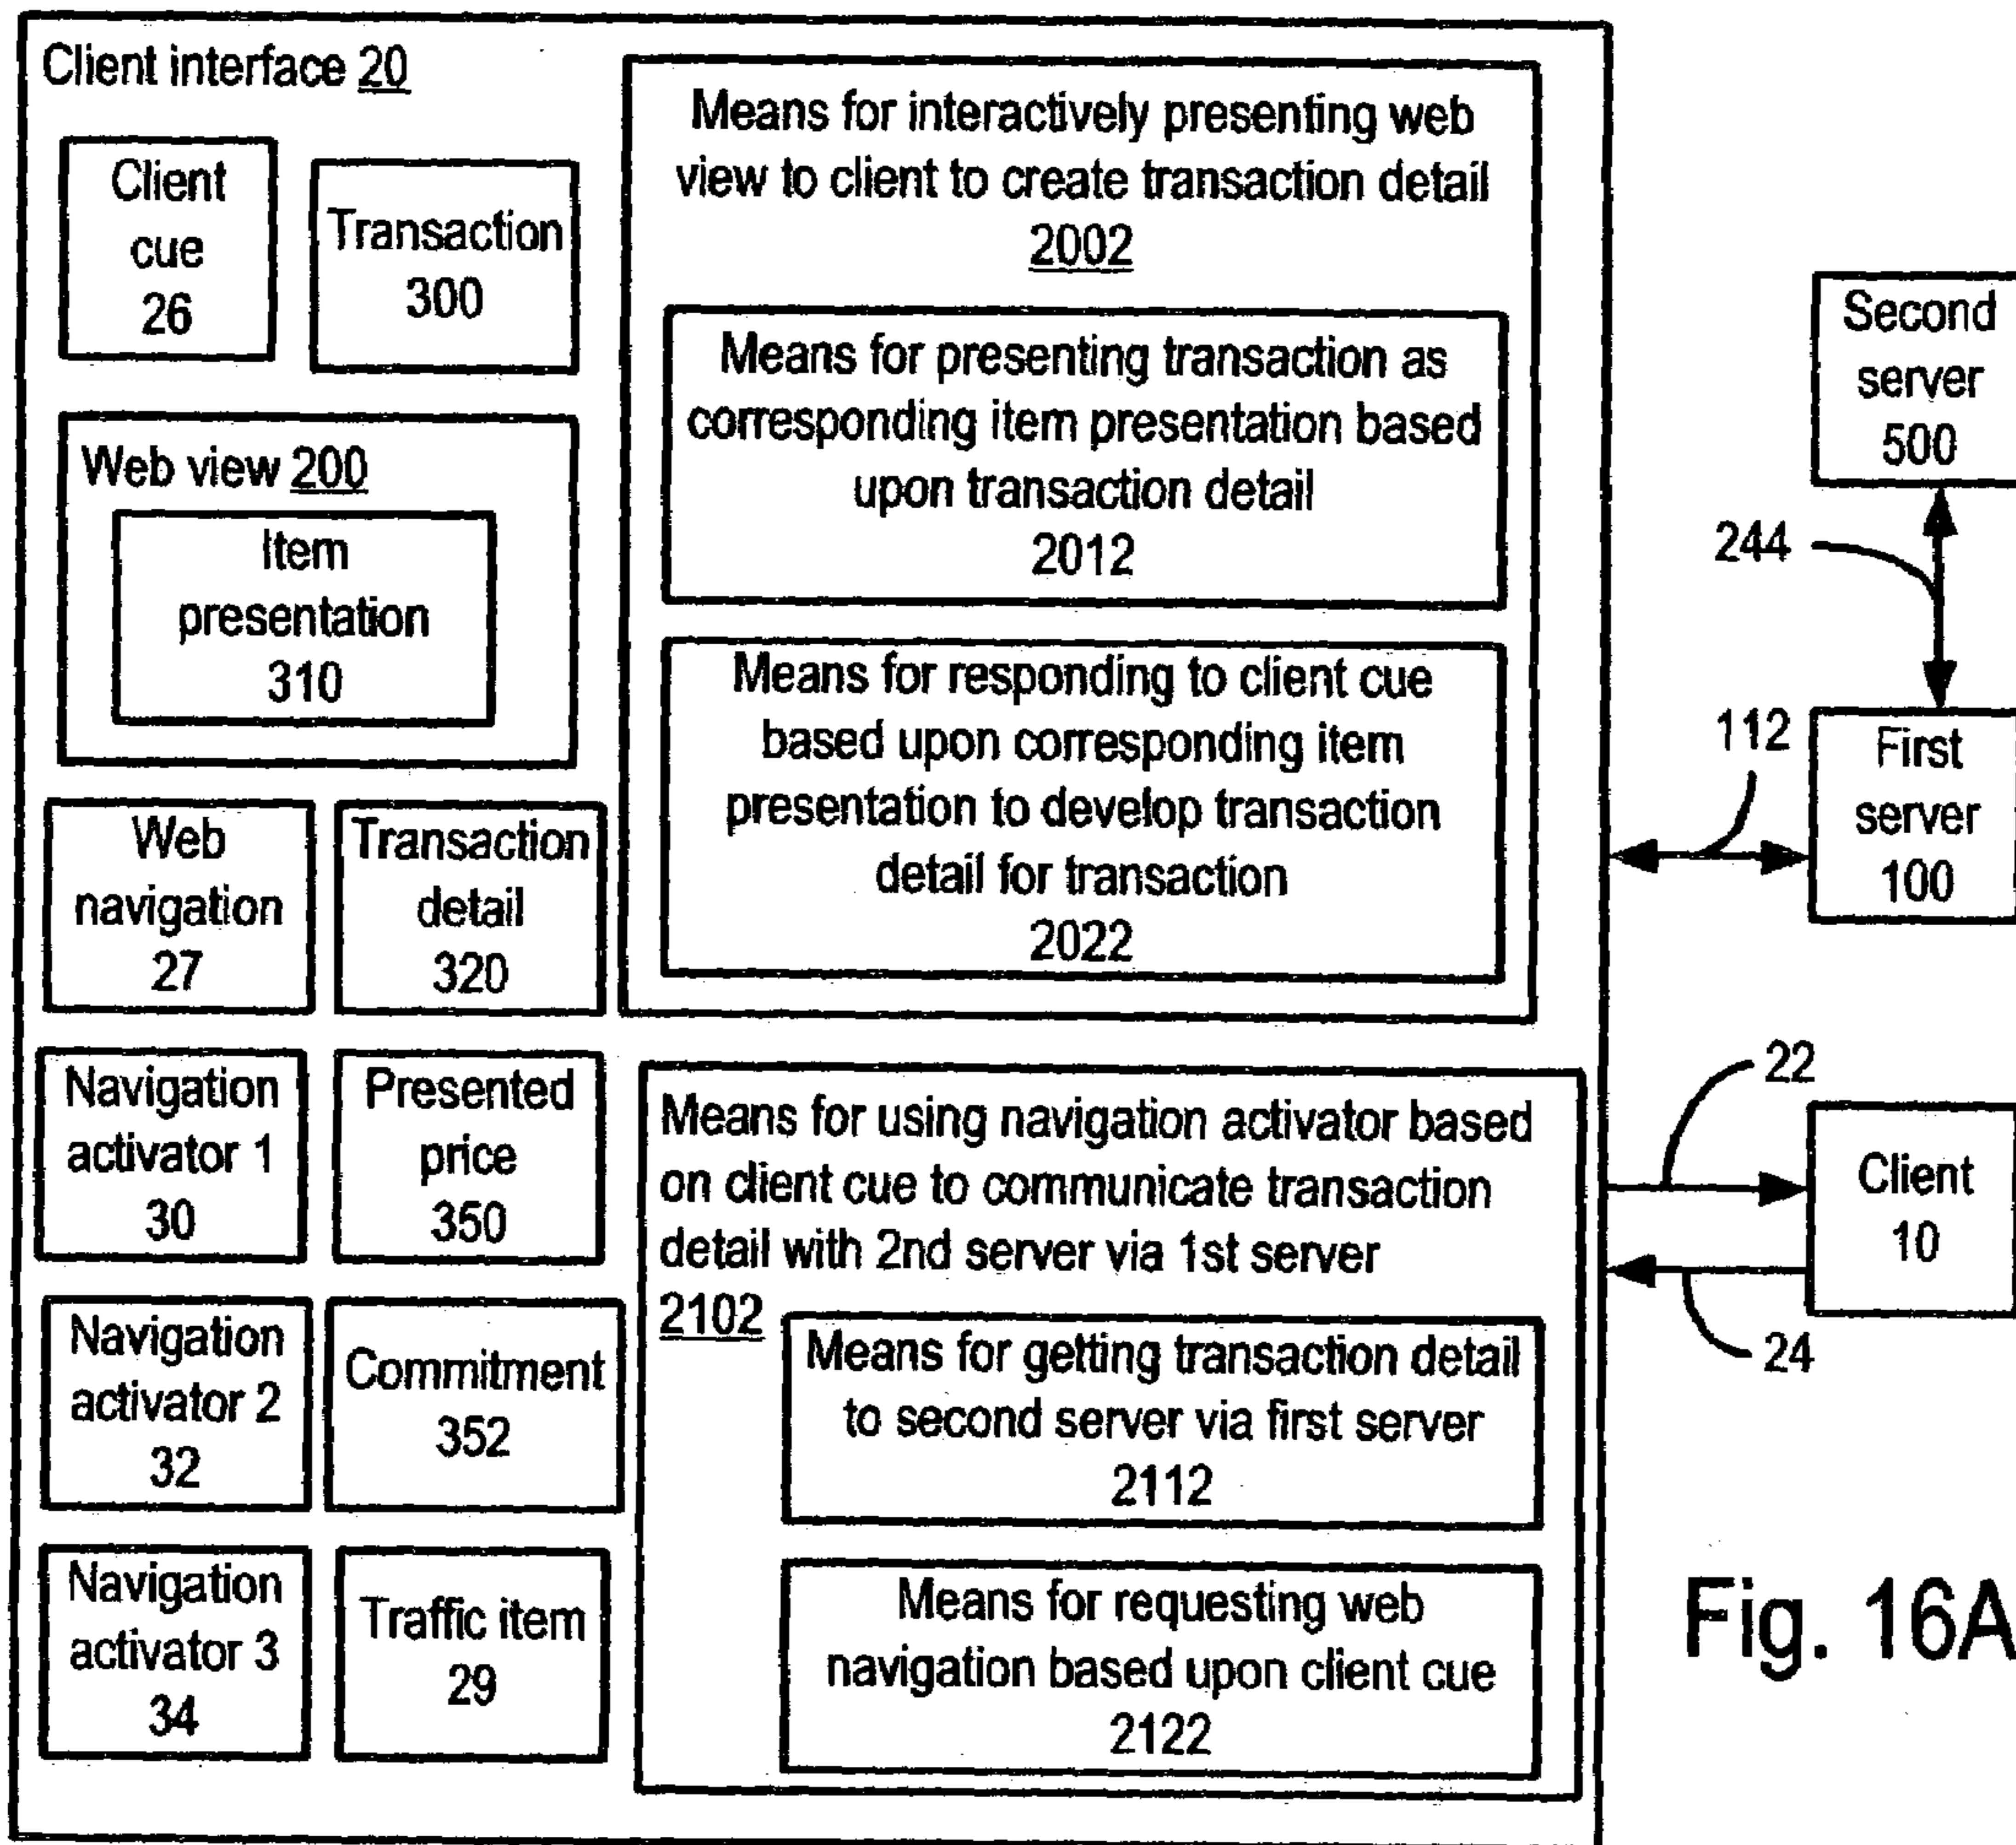 Client interface 20
Client
cue
26
Transaction
300
Web view 200
Item
presentation
310
Web
navigation
27
Transaction
detail
320
Navigation
activator 1
30
Presented
price
350
Navigation
activator 2
32
Commitment
352
Navigation
activator 3
34
Traffic item
29
Means for interactively presenting web
view to client to create transaction detail
2002
Means for presenting transaction as
corresponding item presentation based
upon transaction detail
2012
Means for responding to client cue
based upon corresponding item
presentation to develop transaction
detail for transaction
2022
Means for using navigation activator based
on client cue to communicate transaction
detail with 2nd server via 1st server
2102
Means for getting transaction detail
to second server via first server
2112
Means for requesting web
navigation based upon client cue
2122
Second
server
500
244
112
First
server
100
22
Client
10
24
Fig. 16A